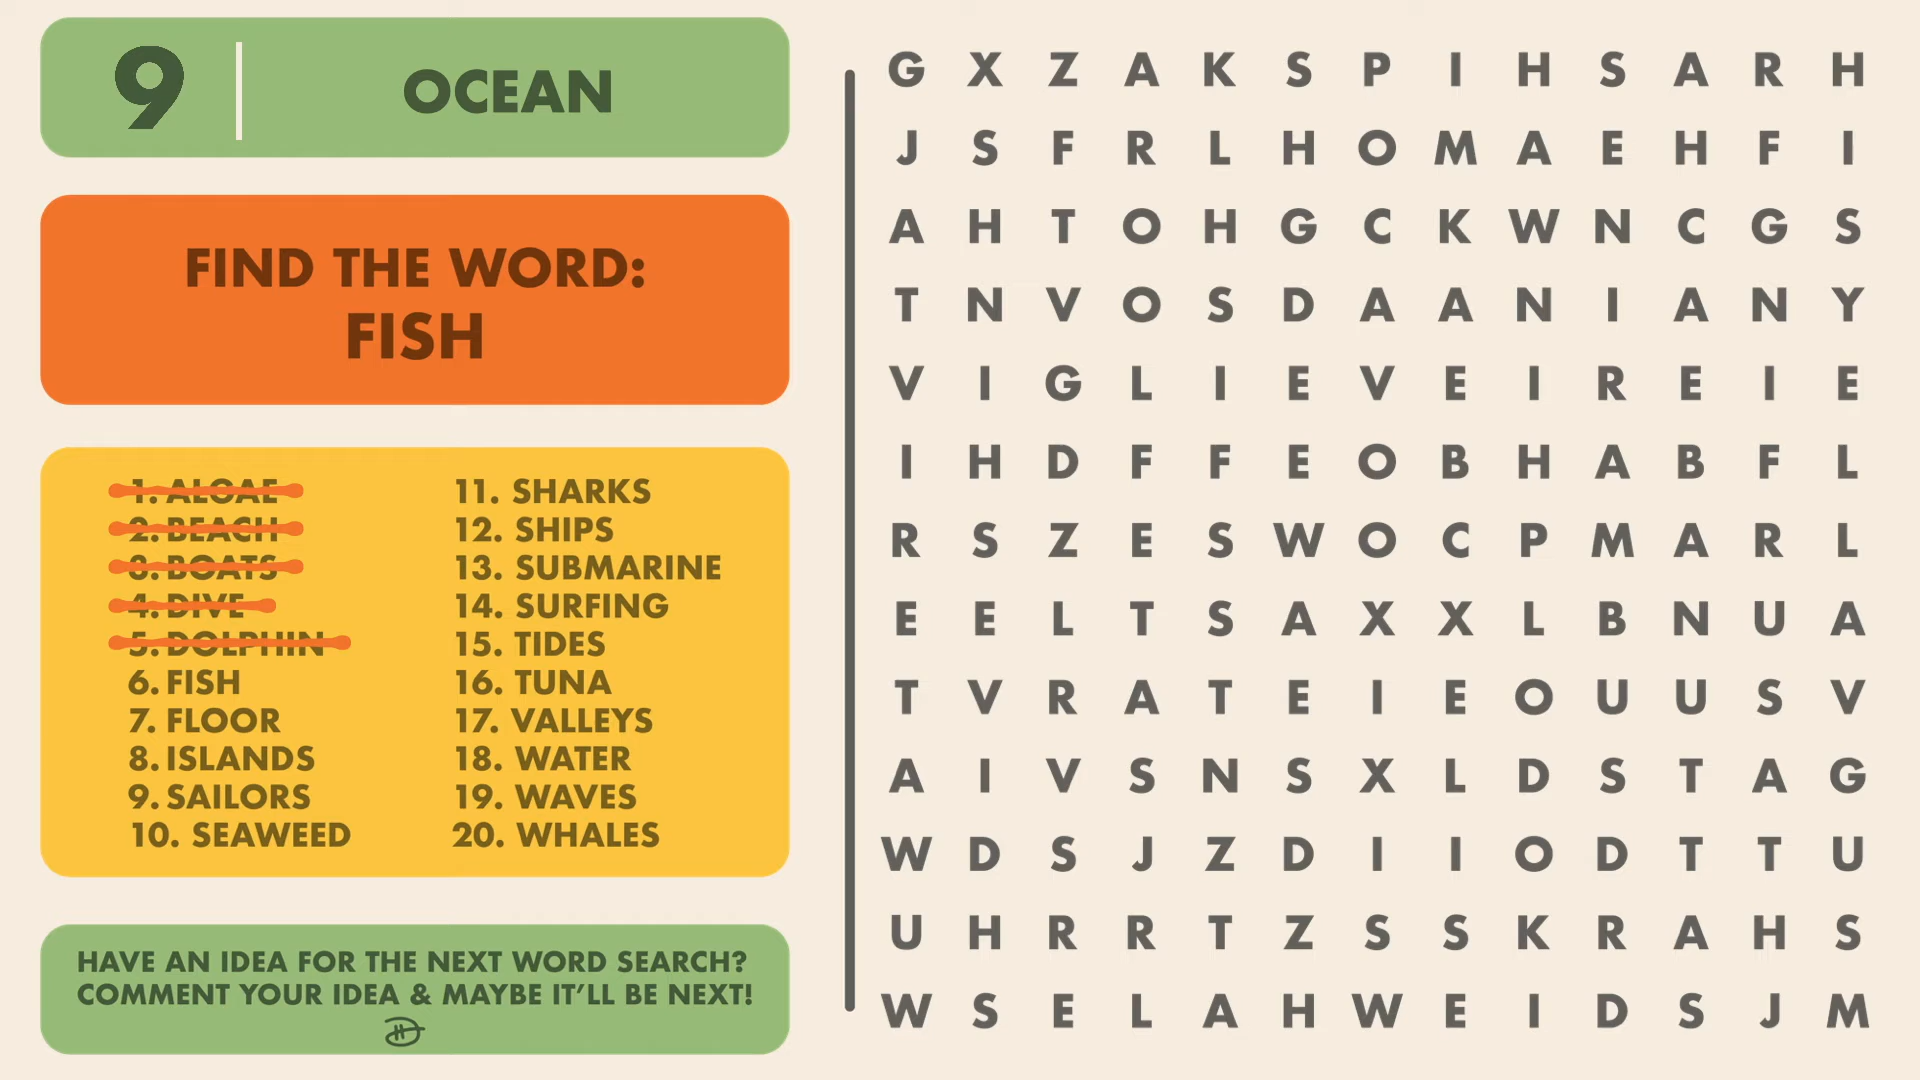 9 OCEAN
FIND THE WORD:
FISH
1. ALGAE
2. BEACH
3. BOATS
4. DIVE
5. DOLPHIN
6. FISH
7. FLOOR
8. ISLANDS
9. SAILORS
10. SEAWEED
11. SHARKS
12. SHIPS
13. SUBMARINE
14. SURFING
15. TIDES
16. TUNA
17. VALLEYS
18. WATER
19. WAVES
20. WHALES
HAVE AN IDEA FOR THE NEXT WORD SEARCH?
COMMENT YOUR IDEA & MAYBE IT'LL BE NEXT!
G X Z A K S P I H S A R H
J S F R L H O M A E H F I
A H T O H G C K W N C G S
T N V O S D A A N I A N Y
V I G L I E V E I R E I E
I H D F F E O B H A B F L
R S Z E S W O C P M A R L
E E L T S A X X L B N U A
T V R A T E I E O U U S V
A I V S N S X L D S T A G
W D S J Z D I I O D T T U
U H R R T Z S S K R A H S
W S E L A H W E I D S J M